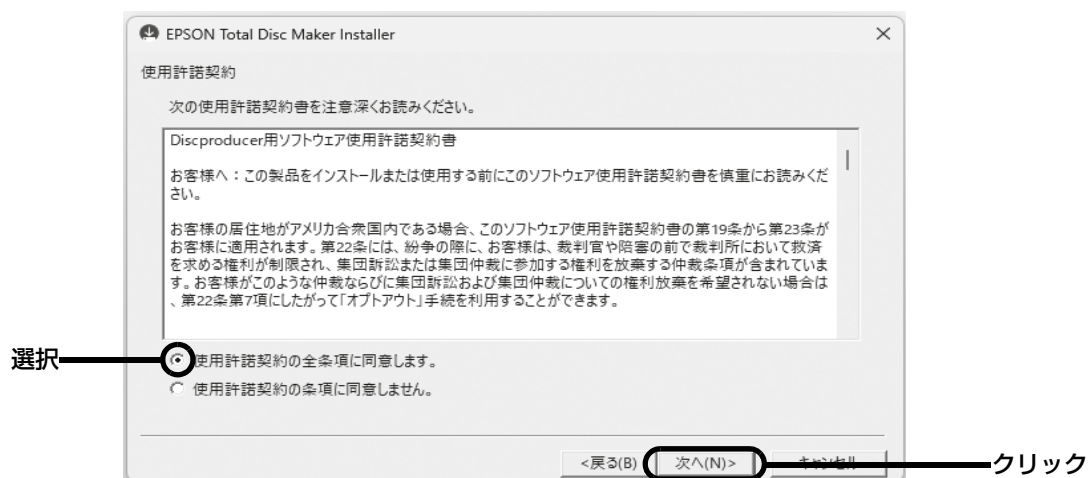 EPSON Total Disc Maker Installer
使用許諾契約
次の使用許諾契約書を注意深くお読みください。
Discproducer用ソフトウェア使用許諾契約書
お客様へ：この製品をインストールまたは使用する前にこのソフトウェア使用許諾契約書を慎重にお読みくだ
さい。
お客様の居住地がアメリカ合衆国内である場合、このソフトウェア使用許諾契約書の第19条から第23条が
お客様に適用されます。第22条には、紛争の際に、お客様は、裁判官や陪審の前で裁判所において救済
を求める権利が制限され、集団訴訟または集団仲裁に参加する権利を放棄する仲裁条項が含まれていま
す。お客様がこのような仲裁ならびに集団訴訟および集団仲裁についての権利放棄を希望されない場合は
、第22条第7項にしたがって「オプトアウト」手続を利用することができます。
選択
使用許諾契約の全条項に同意します。
使用許諾契約の条項に同意しません。
<戻る(B) 次へ(N)> キャンセル
クリック